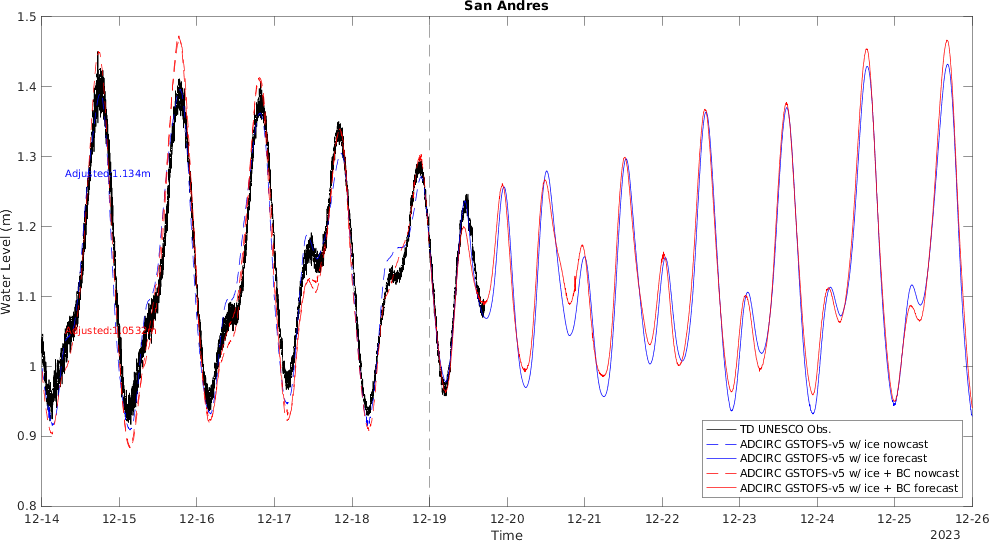 San Andres
1.5
1.4
1.3
1.2
1.1
1
0.9
0.8
Water Level (m)
Adjusted:1.134m
Adjusted:1.0532m
TD UNESCO Obs.
ADCIRC GSTOFS-v5 w/ ice nowcast
ADCIRC GSTOFS-v5 w/ ice forecast
ADCIRC GSTOFS-v5 w/ ice + BC nowcast
ADCIRC GSTOFS-v5 w/ ice + BC forecast
12-14 12-15 12-16 12-17 12-18 12-19 12-20 12-21 12-22 12-23 12-24 12-25 12-26
Time
2023